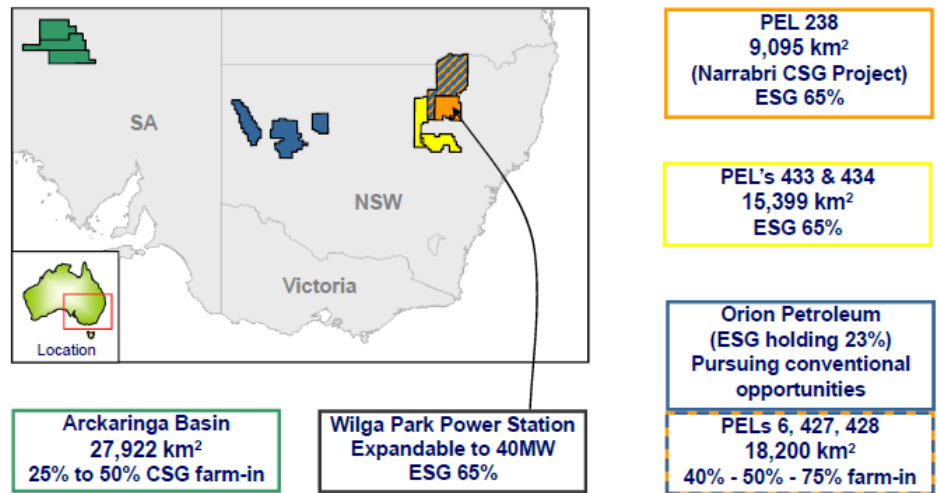 SA
NSW
Victoria
Location
PEL 238
9,095 km²
(Narrabri CSG Project)
ESG 65%
PEL's 433 & 434
15,399 km²
ESG 65%
Orion Petroleum
(ESG holding 23%)
Pursuing conventional
opportunities
PELs 6, 427, 428
18,200 km²
40% - 50% - 75% farm-in
Arckaringa Basin
27,922 km²
25% to 50% CSG farm-in
Wilga Park Power Station
Expandable to 40MW
ESG 65%